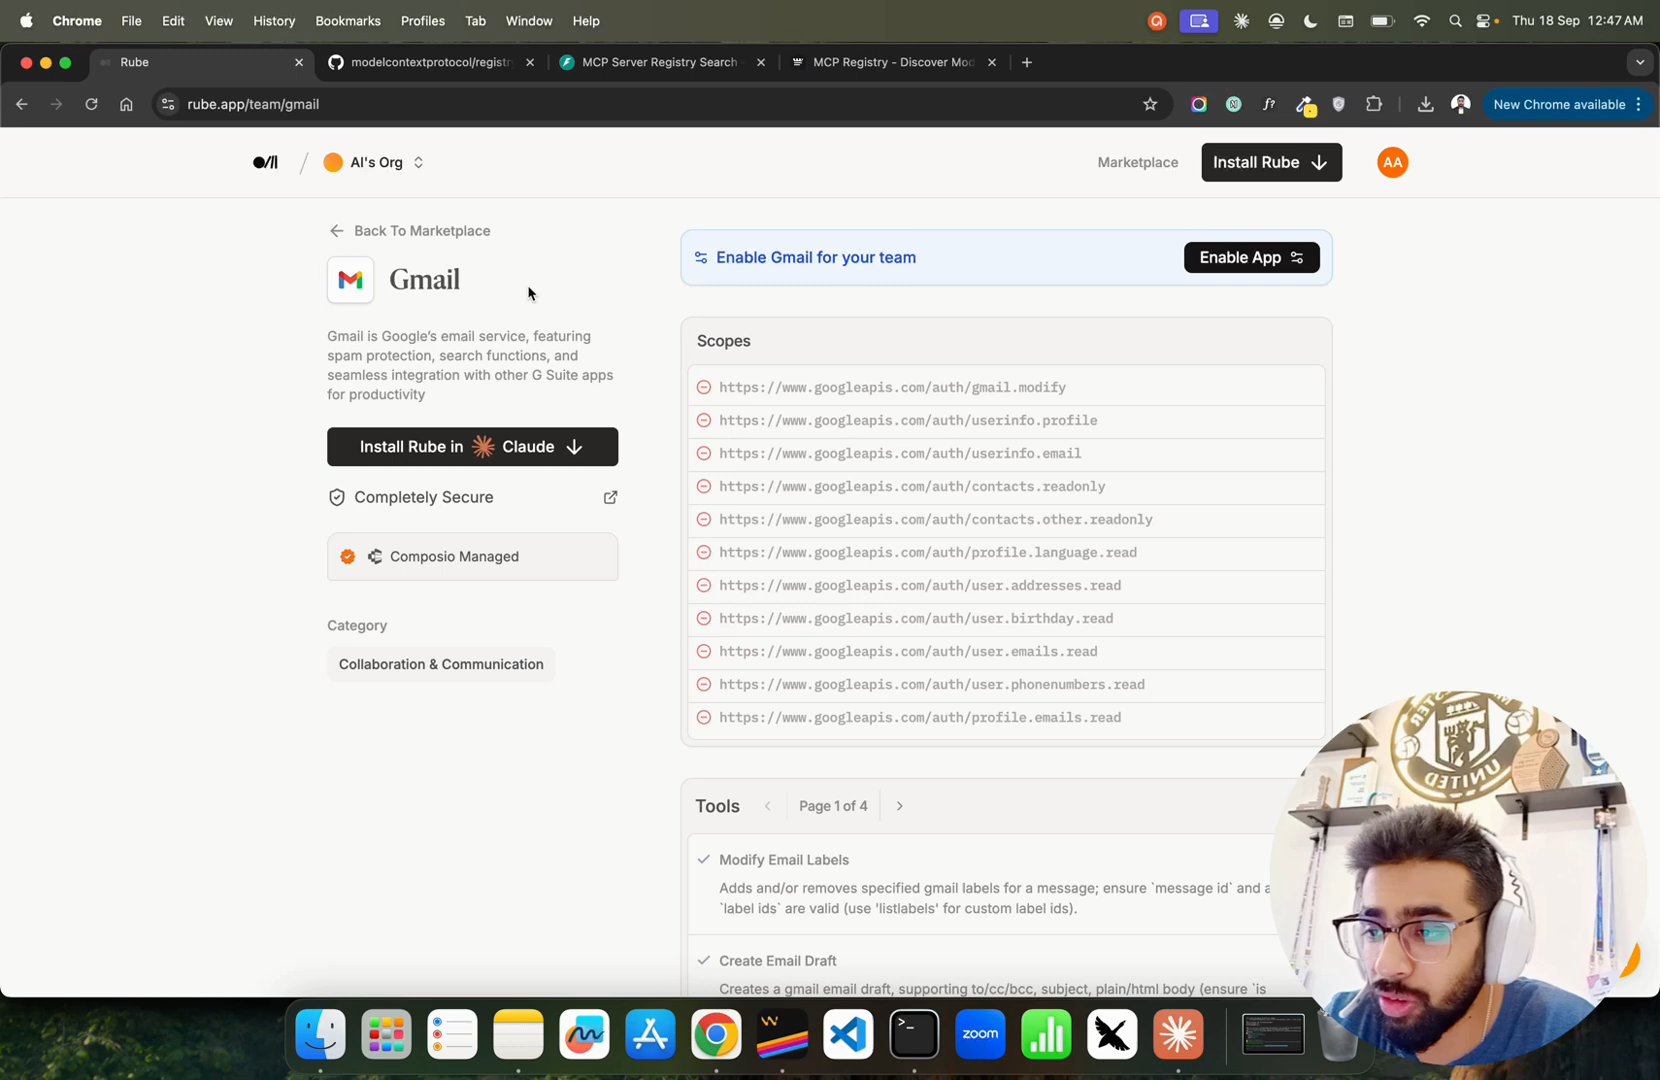 Chrome File Edit View History Bookmarks Profiles Tab Window Help Thu 18 Sep 12:47 AM
Rube modelcontextprotocol/registr MCP Server Registry Search - MCP Registry - Discover Mod
rube.app/team/gmail New Chrome available
AI's Org Marketplace Install Rube AA
Back To Marketplace
Gmail
Gmail is Google's email service, featuring
spam protection, search functions, and
seamless integration with other G Suite apps
for productivity
Install Rube in Claude
Completely Secure
Composio Managed
Category
Collaboration & Communication
Enable Gmail for your team Enable App
Scopes
https://www.googleapis.com/auth/gmail.modify
https://www.googleapis.com/auth/userinfo.profile
https://www.googleapis.com/auth/userinfo.email
https://www.googleapis.com/auth/contacts.readonly
https://www.googleapis.com/auth/contacts.other.readonly
https://www.googleapis.com/auth/profile.language.read
https://www.googleapis.com/auth/user.addresses.read
https://www.googleapis.com/auth/user.birthday.read
https://www.googleapis.com/auth/user.emails.read
https://www.googleapis.com/auth/user.phonenumbers.read
https://www.googleapis.com/auth/profile.emails.read
Tools Page 1 of 4
Modify Email Labels
Adds and/or removes specified gmail labels for a message; ensure `message id` and a
`label ids` are valid (use 'listlabels' for custom label ids).
Create Email Draft
Creates a gmail email draft, supporting to/cc/bcc, subject, plain/html body (ensure `is
UNITED
zoom